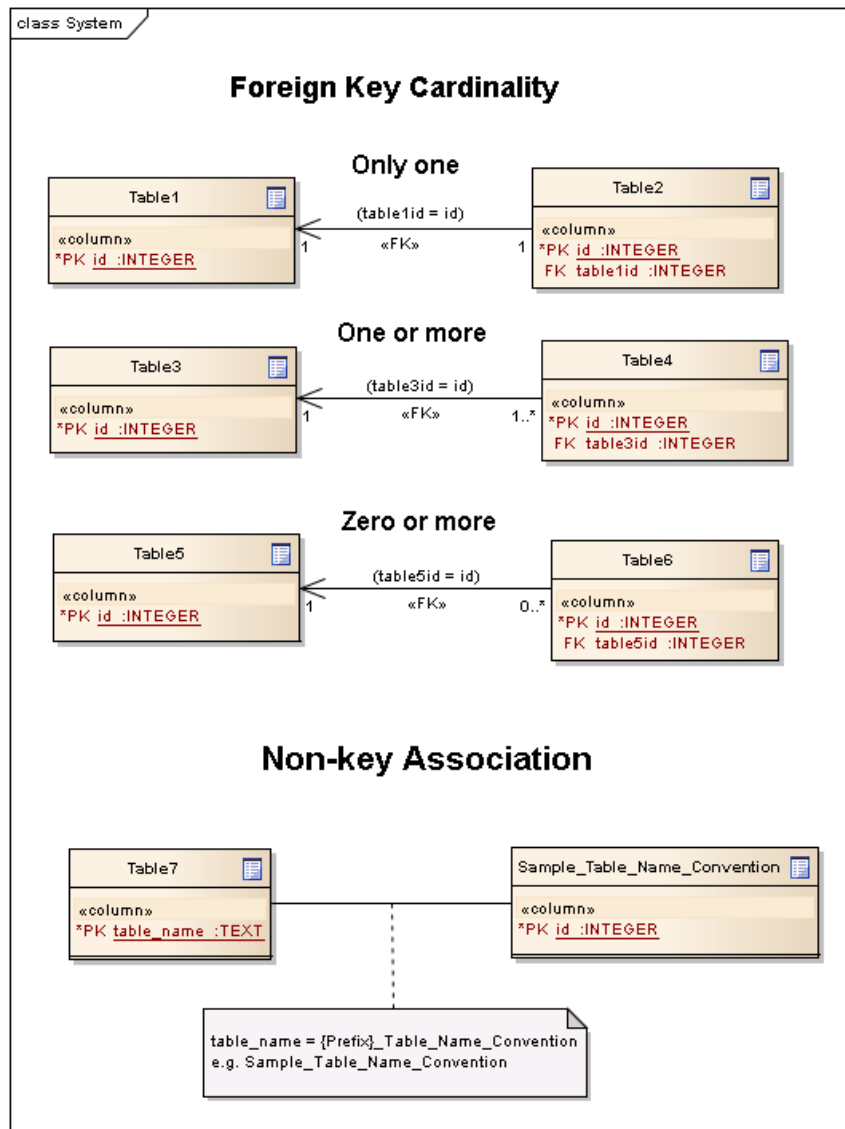 class System
Foreign Key Cardinality
Only one
Table1
«column»
*PK id :INTEGER
(table1id = id)
1
«FK»
1
Table2
«column»
*PK id :INTEGER
FK table1id :INTEGER
One or more
Table3
«column»
*PK id :INTEGER
(table3id = id)
1
«FK»
1..*
Table4
«column»
*PK id :INTEGER
FK table3id :INTEGER
Zero or more
Table5
«column»
*PK id :INTEGER
(table5id = id)
1
«FK»
0..*
Table6
«column»
*PK id :INTEGER
FK table5id :INTEGER
Non-key Association
Table7
«column»
*PK table_name :TEXT
Sample_Table_Name_Convention
«column»
*PK id :INTEGER
table_name = {Prefix}_Table_Name_Convention
e.g. Sample_Table_Name_Convention